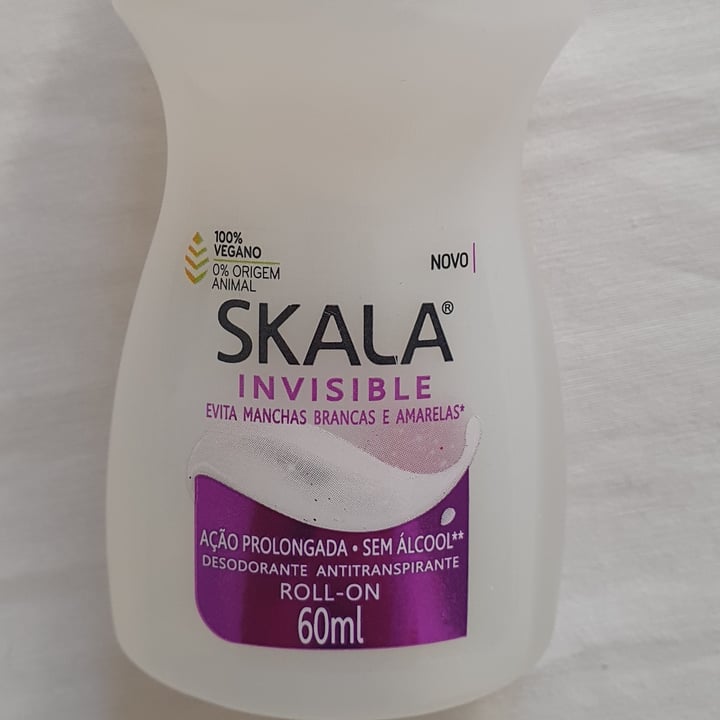 100%
VEGANO
0% ORIGEM
ANIMAL
NOVO
SKALA®
INVISIBLE
EVITA MANCHAS BRANCAS E AMARELAS*
AÇÃO PROLONGADA • SEM ÁLCOOL**
DESODORANTE ANTITRANSPIRANTE
ROLL-ON
60ml